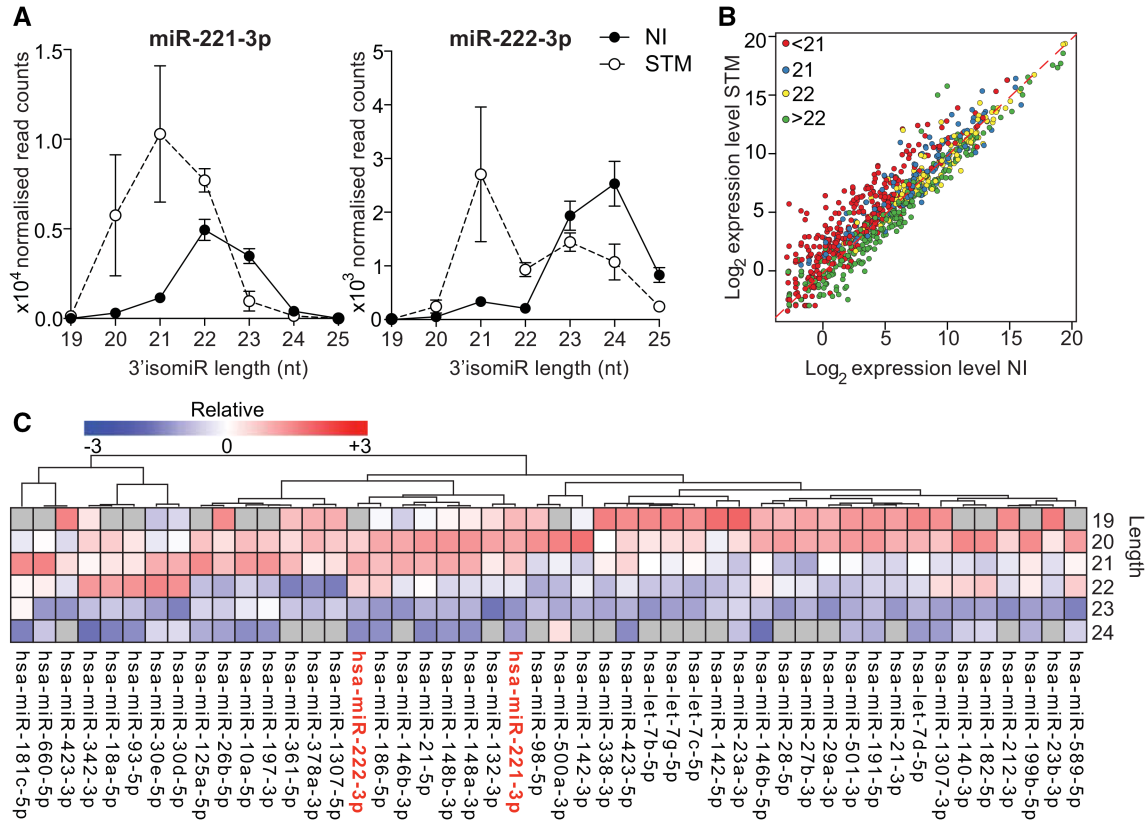 A
miR-221-3p
x10⁴ normalised read counts
1.5
1.0
0.5
0.0
19 20 21 22 23 24 25
3'isomiR length (nt)
miR-222-3p
x10³ normalised read counts
5
4
3
2
1
0
19 20 21 22 23 24 25
3'isomiR length (nt)
NI
STM
B
Log₂ expression level STM
20
15
10
5
0
<21
21
22
>22
0 5 10 15 20
Log₂ expression level NI
C
Relative
-3 0 +3
19
20
21
22
23
24
Length
hsa-miR-181c-5p
hsa-miR-660-5p
hsa-miR-423-3p
hsa-miR-342-3p
hsa-miR-18a-5p
hsa-miR-93-5p
hsa-miR-30e-5p
hsa-miR-30d-5p
hsa-miR-125a-5p
hsa-miR-26b-5p
hsa-miR-10a-5p
hsa-miR-197-3p
hsa-miR-361-5p
hsa-miR-378a-3p
hsa-miR-1307-5p
hsa-miR-222-3p
hsa-miR-186-5p
hsa-miR-146b-3p
hsa-miR-21-5p
hsa-miR-148b-3p
hsa-miR-148a-3p
hsa-miR-132-3p
hsa-miR-221-3p
hsa-miR-98-5p
hsa-miR-500a-3p
hsa-miR-142-3p
hsa-miR-338-3p
hsa-miR-423-5p
hsa-let-7b-5p
hsa-let-7g-5p
hsa-let-7c-5p
hsa-miR-142-5p
hsa-miR-23a-3p
hsa-miR-146b-5p
hsa-miR-28-5p
hsa-miR-27b-3p
hsa-miR-29a-3p
hsa-miR-501-3p
hsa-miR-191-5p
hsa-miR-21-3p
hsa-let-7d-5p
hsa-miR-1307-3p
hsa-miR-140-3p
hsa-miR-182-5p
hsa-miR-212-3p
hsa-miR-199b-5p
hsa-miR-23b-3p
hsa-miR-589-5p